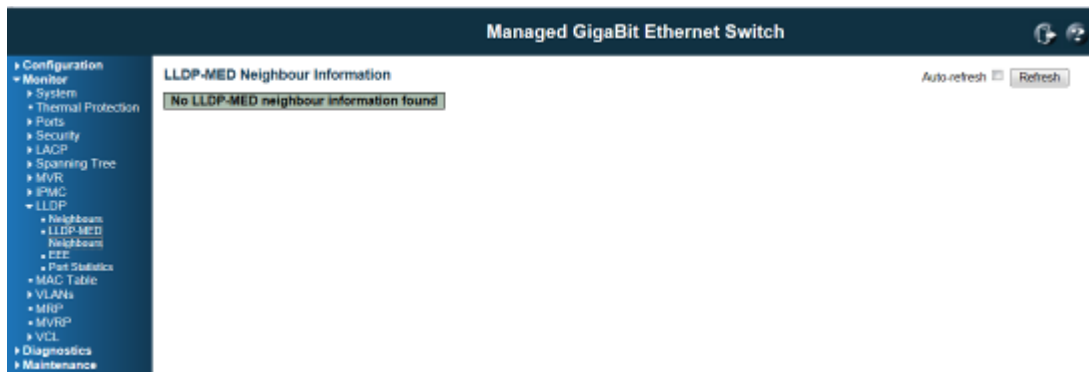 Managed GigaBit Ethernet Switch
Configuration
Monitor
System
Thermal Protection
Ports
Security
LACP
Spanning Tree
MVR
IPMC
LLDP
Neighbours
LLDP-MED
Neighbours
EEE
Port Statistics
MAC Table
VLANs
MRP
MVRP
VCL
Diagnostics
Maintenance
LLDP-MED Neighbour Information
Auto-refresh Refresh
No LLDP-MED neighbour information found